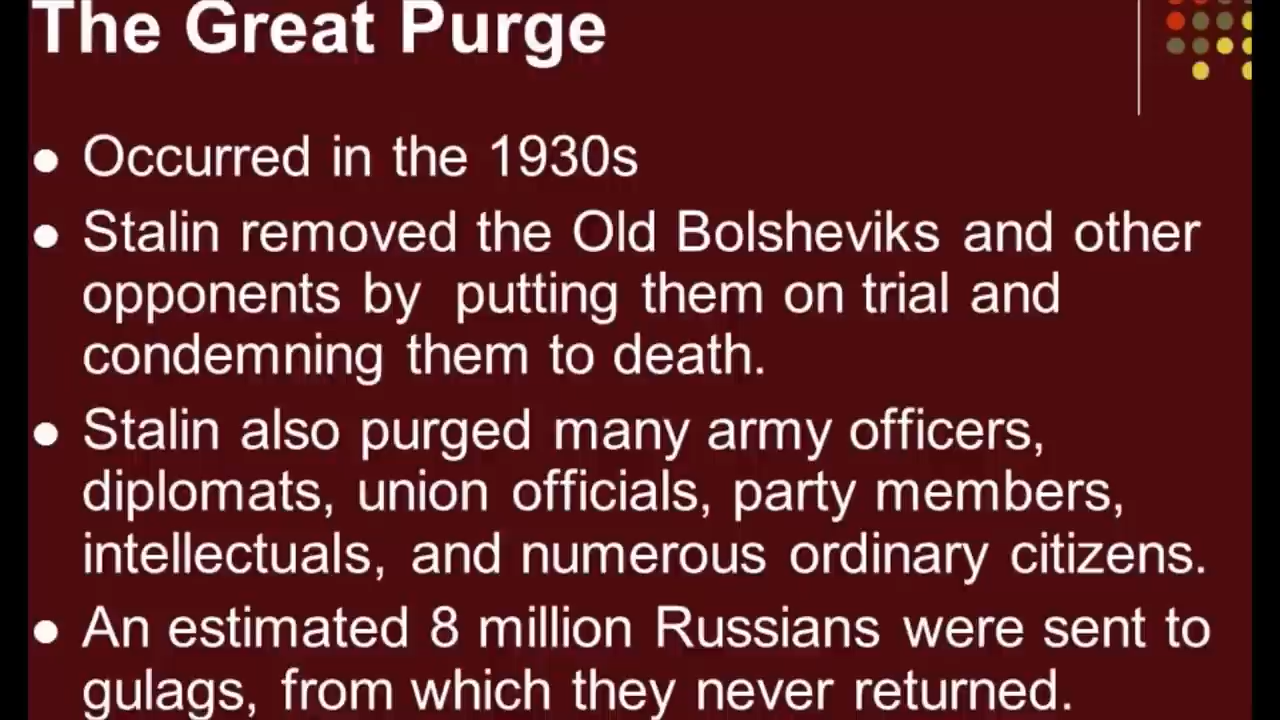 The Great Purge
● Occurred in the 1930s
● Stalin removed the Old Bolsheviks and other
opponents by putting them on trial and
condemning them to death.
● Stalin also purged many army officers,
diplomats, union officials, party members,
intellectuals, and numerous ordinary citizens.
● An estimated 8 million Russians were sent to
gulags, from which they never returned.